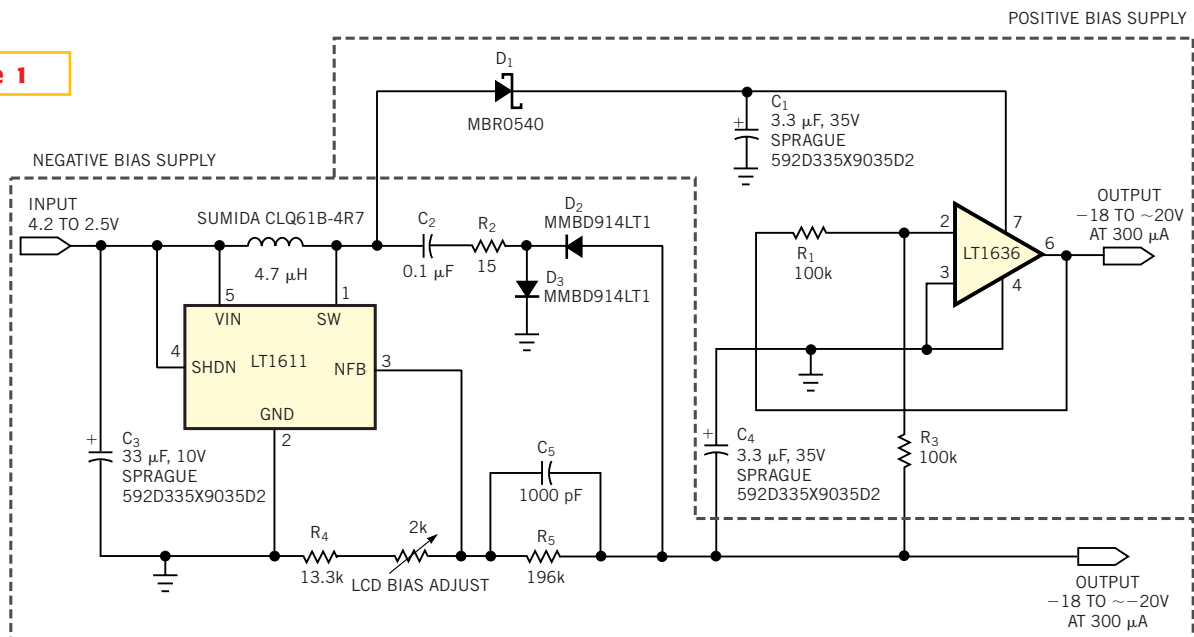 POSITIVE BIAS SUPPLY
e 1
D1
MBR0540
C1
3.3 µF, 35V
SPRAGUE
592D335X9035D2
+
NEGATIVE BIAS SUPPLY
INPUT
4.2 TO 2.5V
SUMIDA CLQ61B-4R7
4.7 µH
C2
0.1 µF
R2
15
D2
MMBD914LT1
D3
MMBD914LT1
OUTPUT
−18 TO ~20V
AT 300 µA
R1
100k
2
3
7
6
4
LT1636
5
1
VIN
SW
4
SHDN
LT1611
NFB
3
GND
2
+
C3
33 µF, 10V
SPRAGUE
592D335X9035D2
+
C4
3.3 µF, 35V
SPRAGUE
592D335X9035D2
R3
100k
C5
1000 pF
R4
13.3k
2k
LCD BIAS ADJUST
R5
196k
OUTPUT
−18 TO ~−20V
AT 300 µA